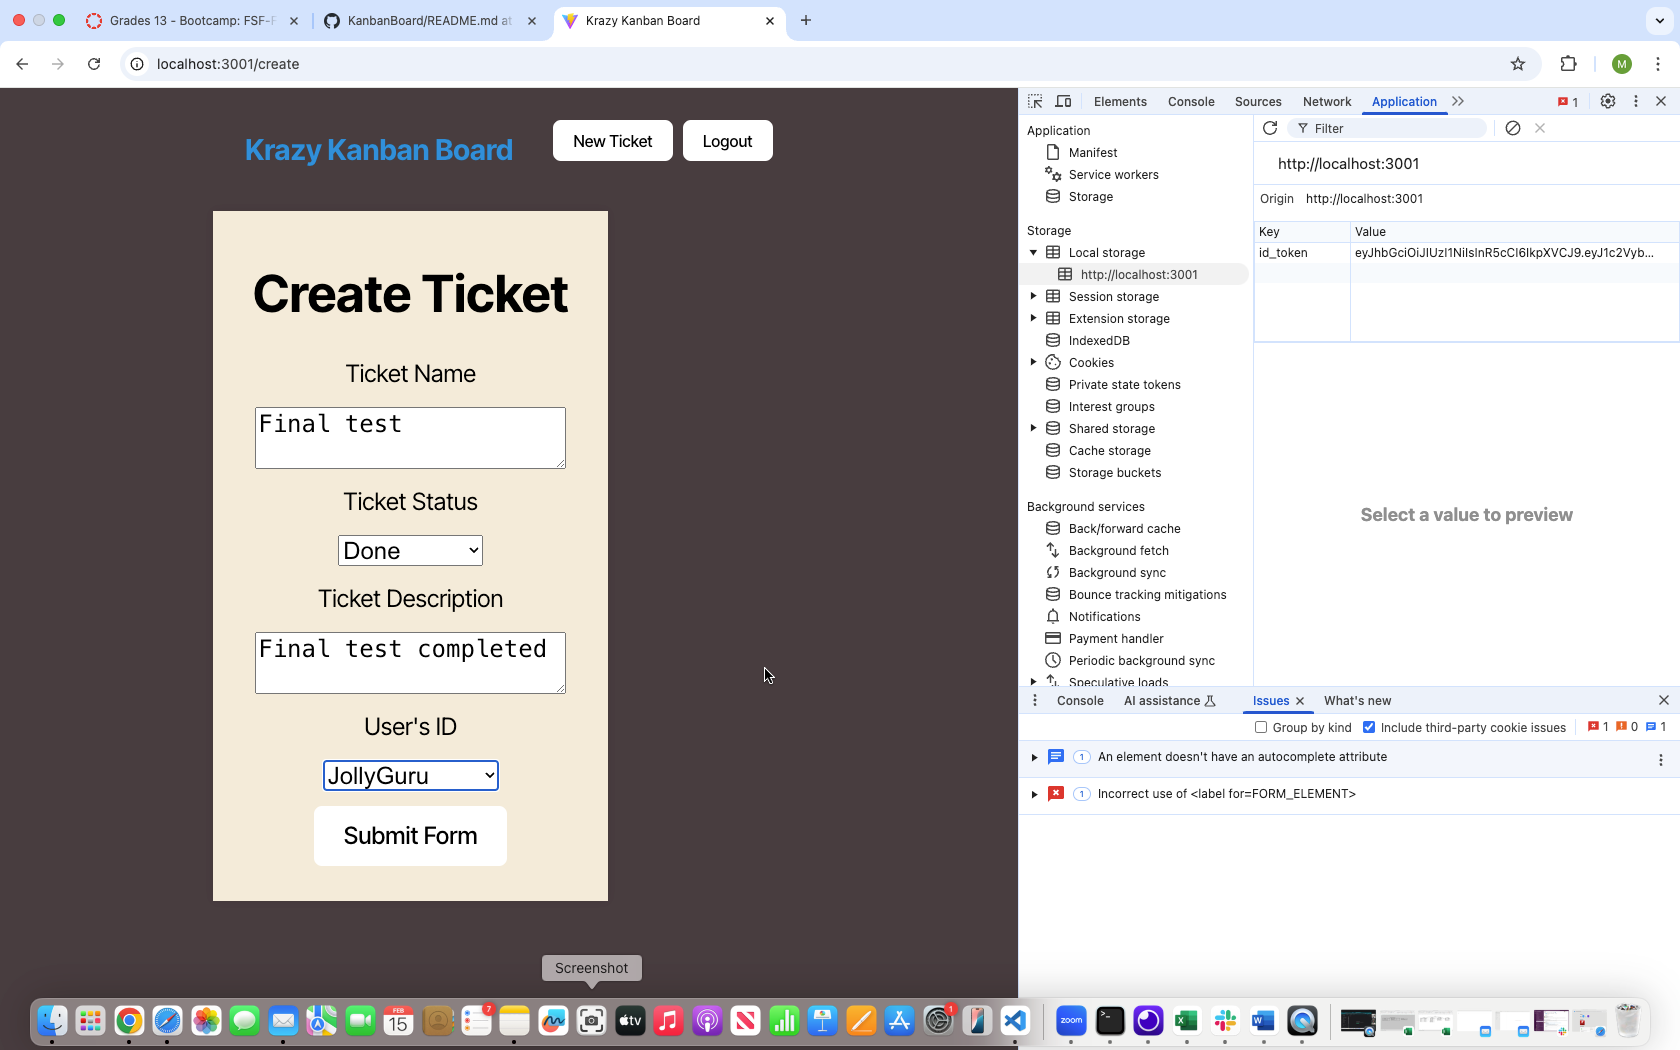 Grades 13 - Bootcamp: FSF-F
KanbanBoard/README.md at
Krazy Kanban Board
localhost:3001/create
M
Krazy Kanban Board
New Ticket
Logout
Create Ticket
Ticket Name
Final test
Ticket Status
Done
Ticket Description
Final test completed
User's ID
JollyGuru
Submit Form
Elements
Console
Sources
Network
Application
1
Application
Manifest
Service workers
Storage
Storage
Local storage
http://localhost:3001
Session storage
Extension storage
IndexedDB
Cookies
Private state tokens
Interest groups
Shared storage
Cache storage
Storage buckets
Background services
Back/forward cache
Background fetch
Background sync
Bounce tracking mitigations
Notifications
Payment handler
Periodic background sync
Speculative loads
Filter
http://localhost:3001
Origin http://localhost:3001
Key Value
id_token eyJhbGciOiJIUzI1NiIsInR5cCI6IkpXVCJ9.eyJ1c2Vyb...
Select a value to preview
Console
AI assistance
Issues
What's new
Group by kind
Include third-party cookie issues
1 0 1
1 An element doesn't have an autocomplete attribute
1 Incorrect use of <label for=FORM_ELEMENT>
Screenshot
FEB
15
7
tv
1
zoom